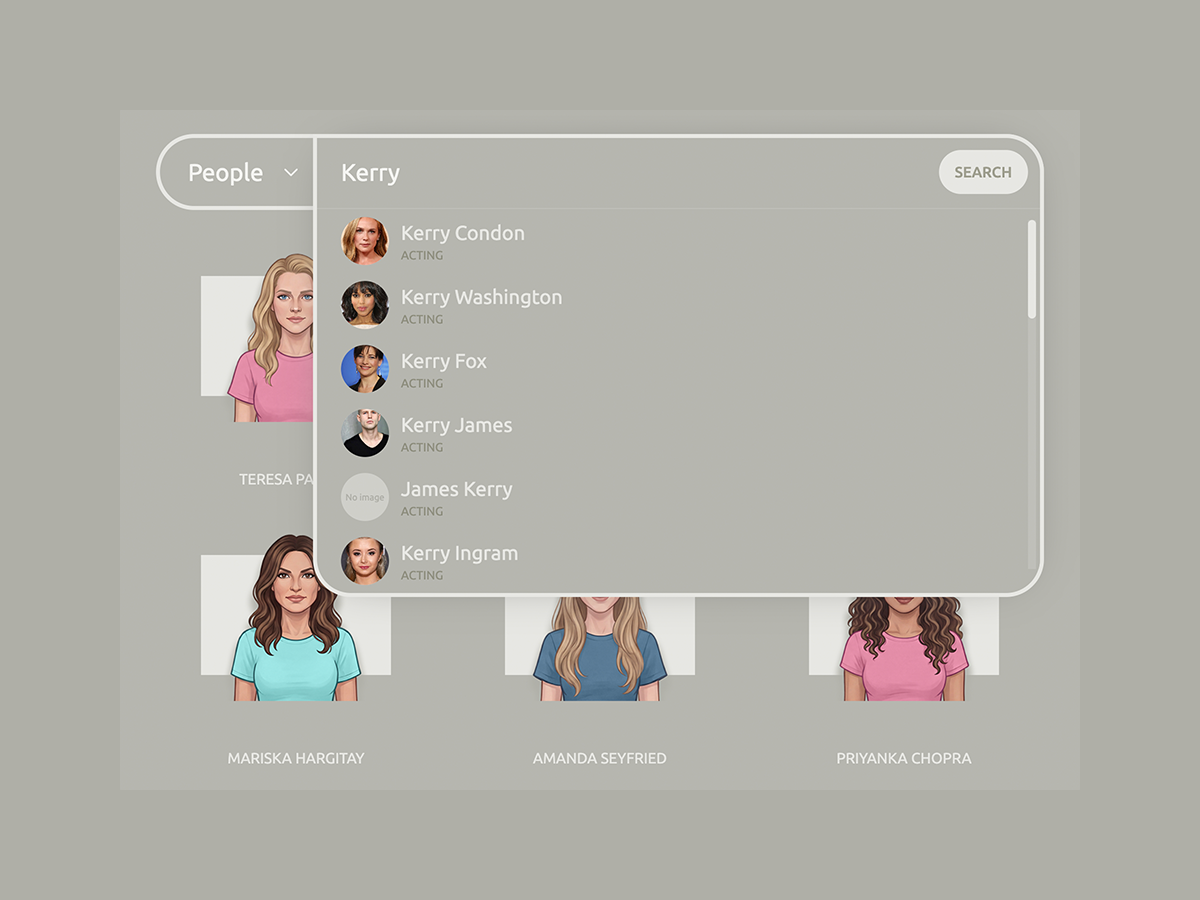 People
Kerry
SEARCH
Kerry Condon
ACTING
Kerry Washington
ACTING
Kerry Fox
ACTING
Kerry James
ACTING
No image
James Kerry
ACTING
Kerry Ingram
ACTING
TERESA PA
MARISKA HARGITAY
AMANDA SEYFRIED
PRIYANKA CHOPRA